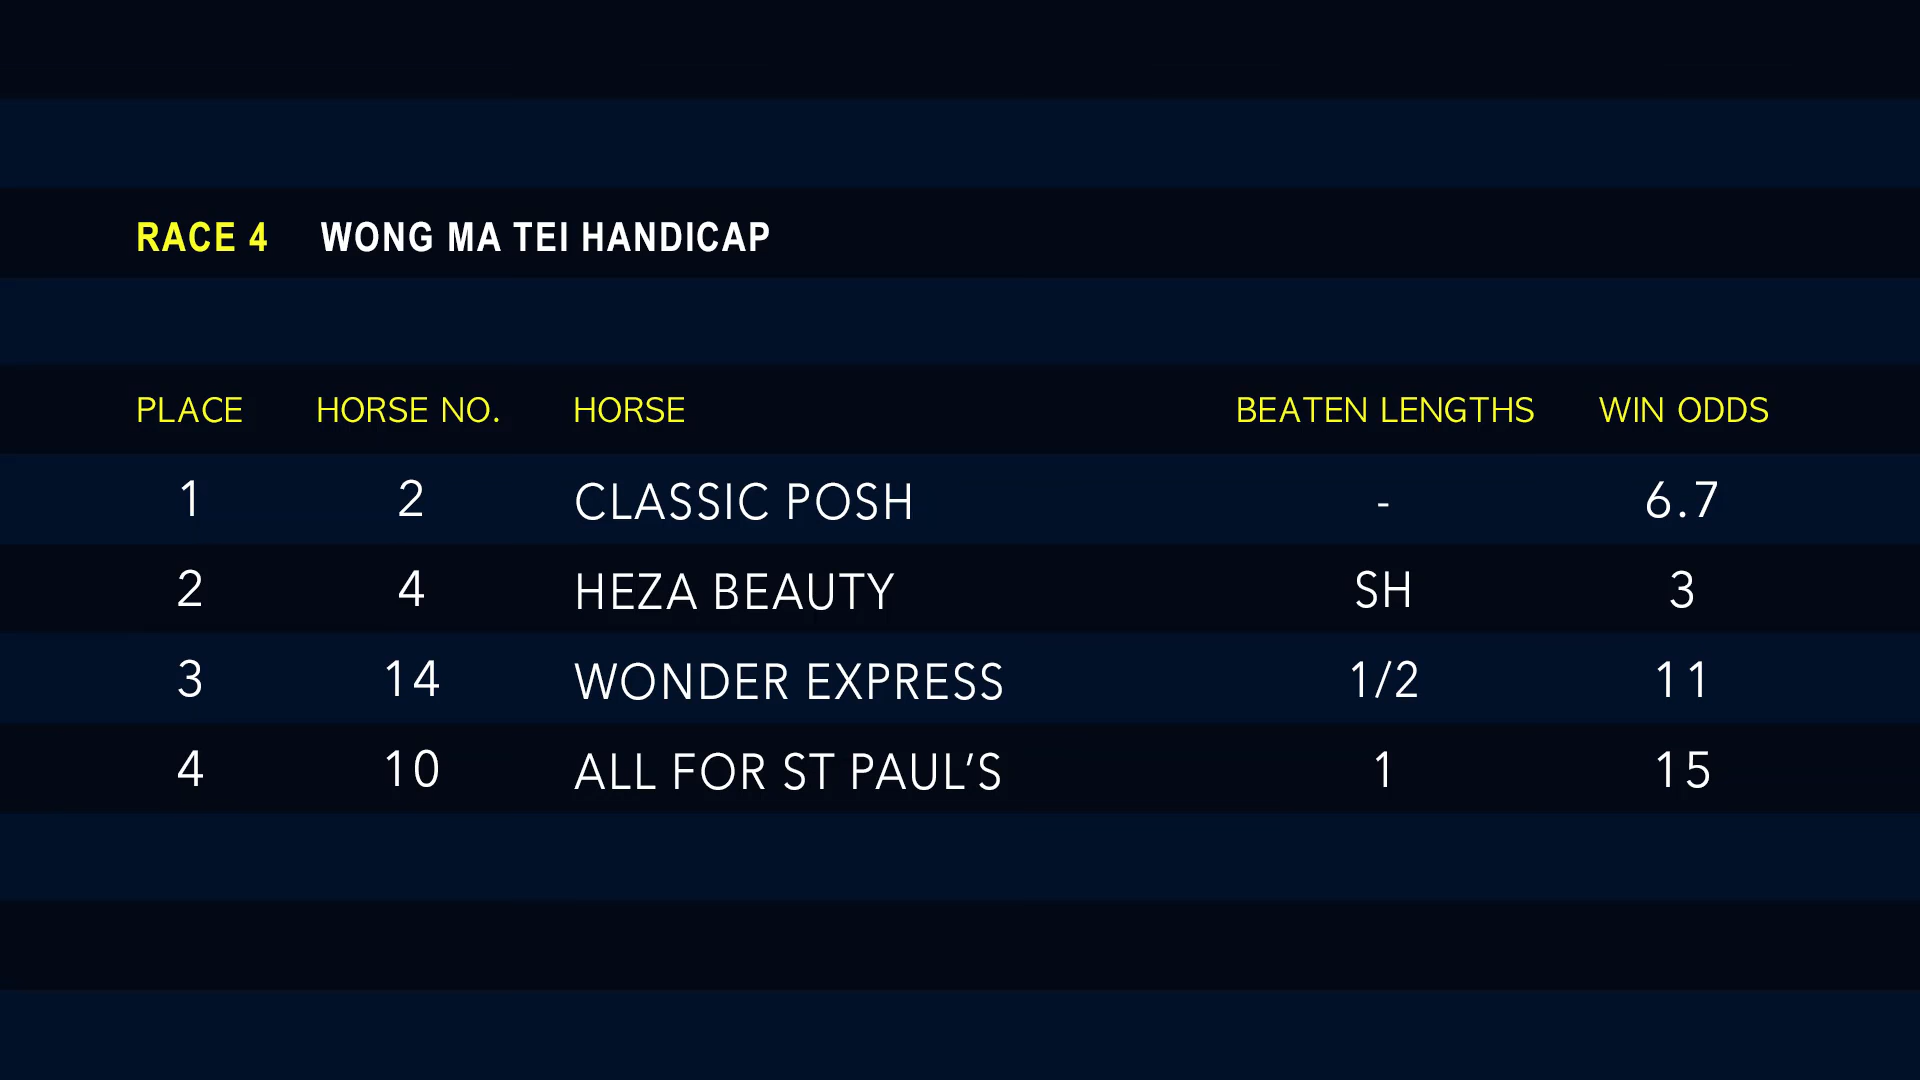 RACE 4 WONG MA TEI HANDICAP
PLACE HORSE NO. HORSE BEATEN LENGTHS WIN ODDS
1 2 CLASSIC POSH - 6.7
2 4 HEZA BEAUTY SH 3
3 14 WONDER EXPRESS 1/2 11
4 10 ALL FOR ST PAUL’S 1 15